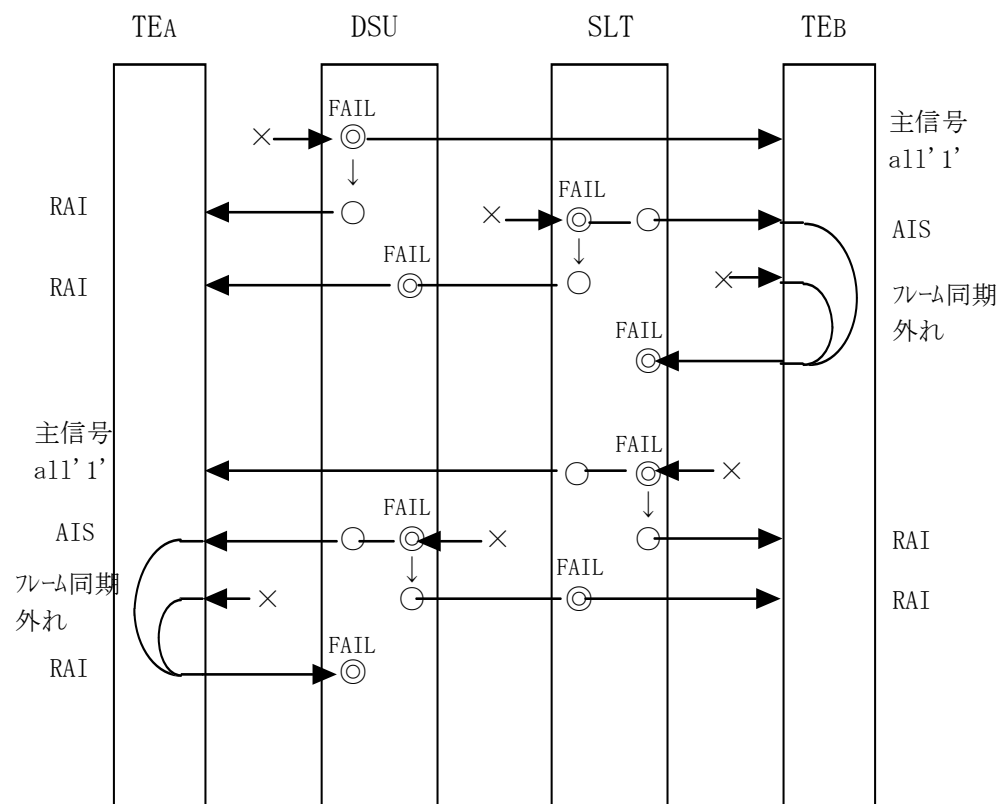 TEA
DSU
SLT
TEB
FAIL
主信号
all’1’
×
RAI
FAIL
×
AIS
FAIL
RAI
×
フレーム同期
外れ
FAIL
主信号
all’1’
FAIL
×
FAIL
AIS
×
RAI
フレーム同期
外れ
×
FAIL
RAI
FAIL
RAI